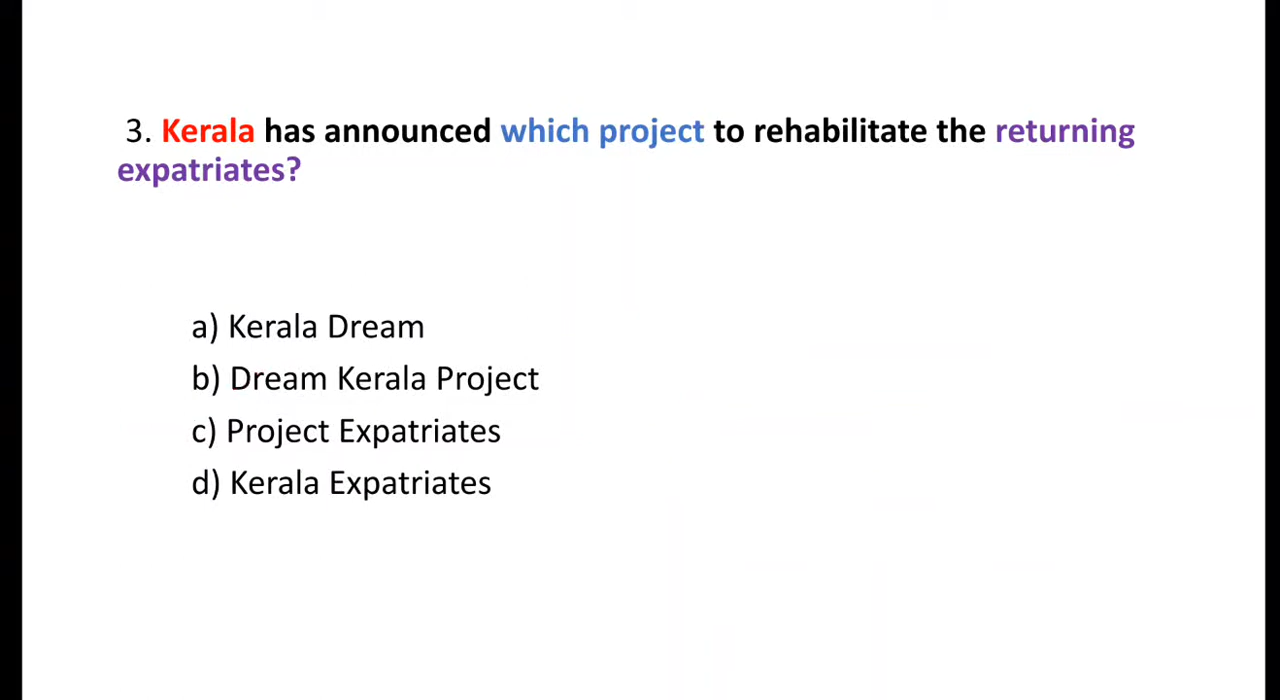 3. Kerala has announced which project to rehabilitate the returning
expatriates?
a) Kerala Dream
b) Dream Kerala Project
c) Project Expatriates
d) Kerala Expatriates